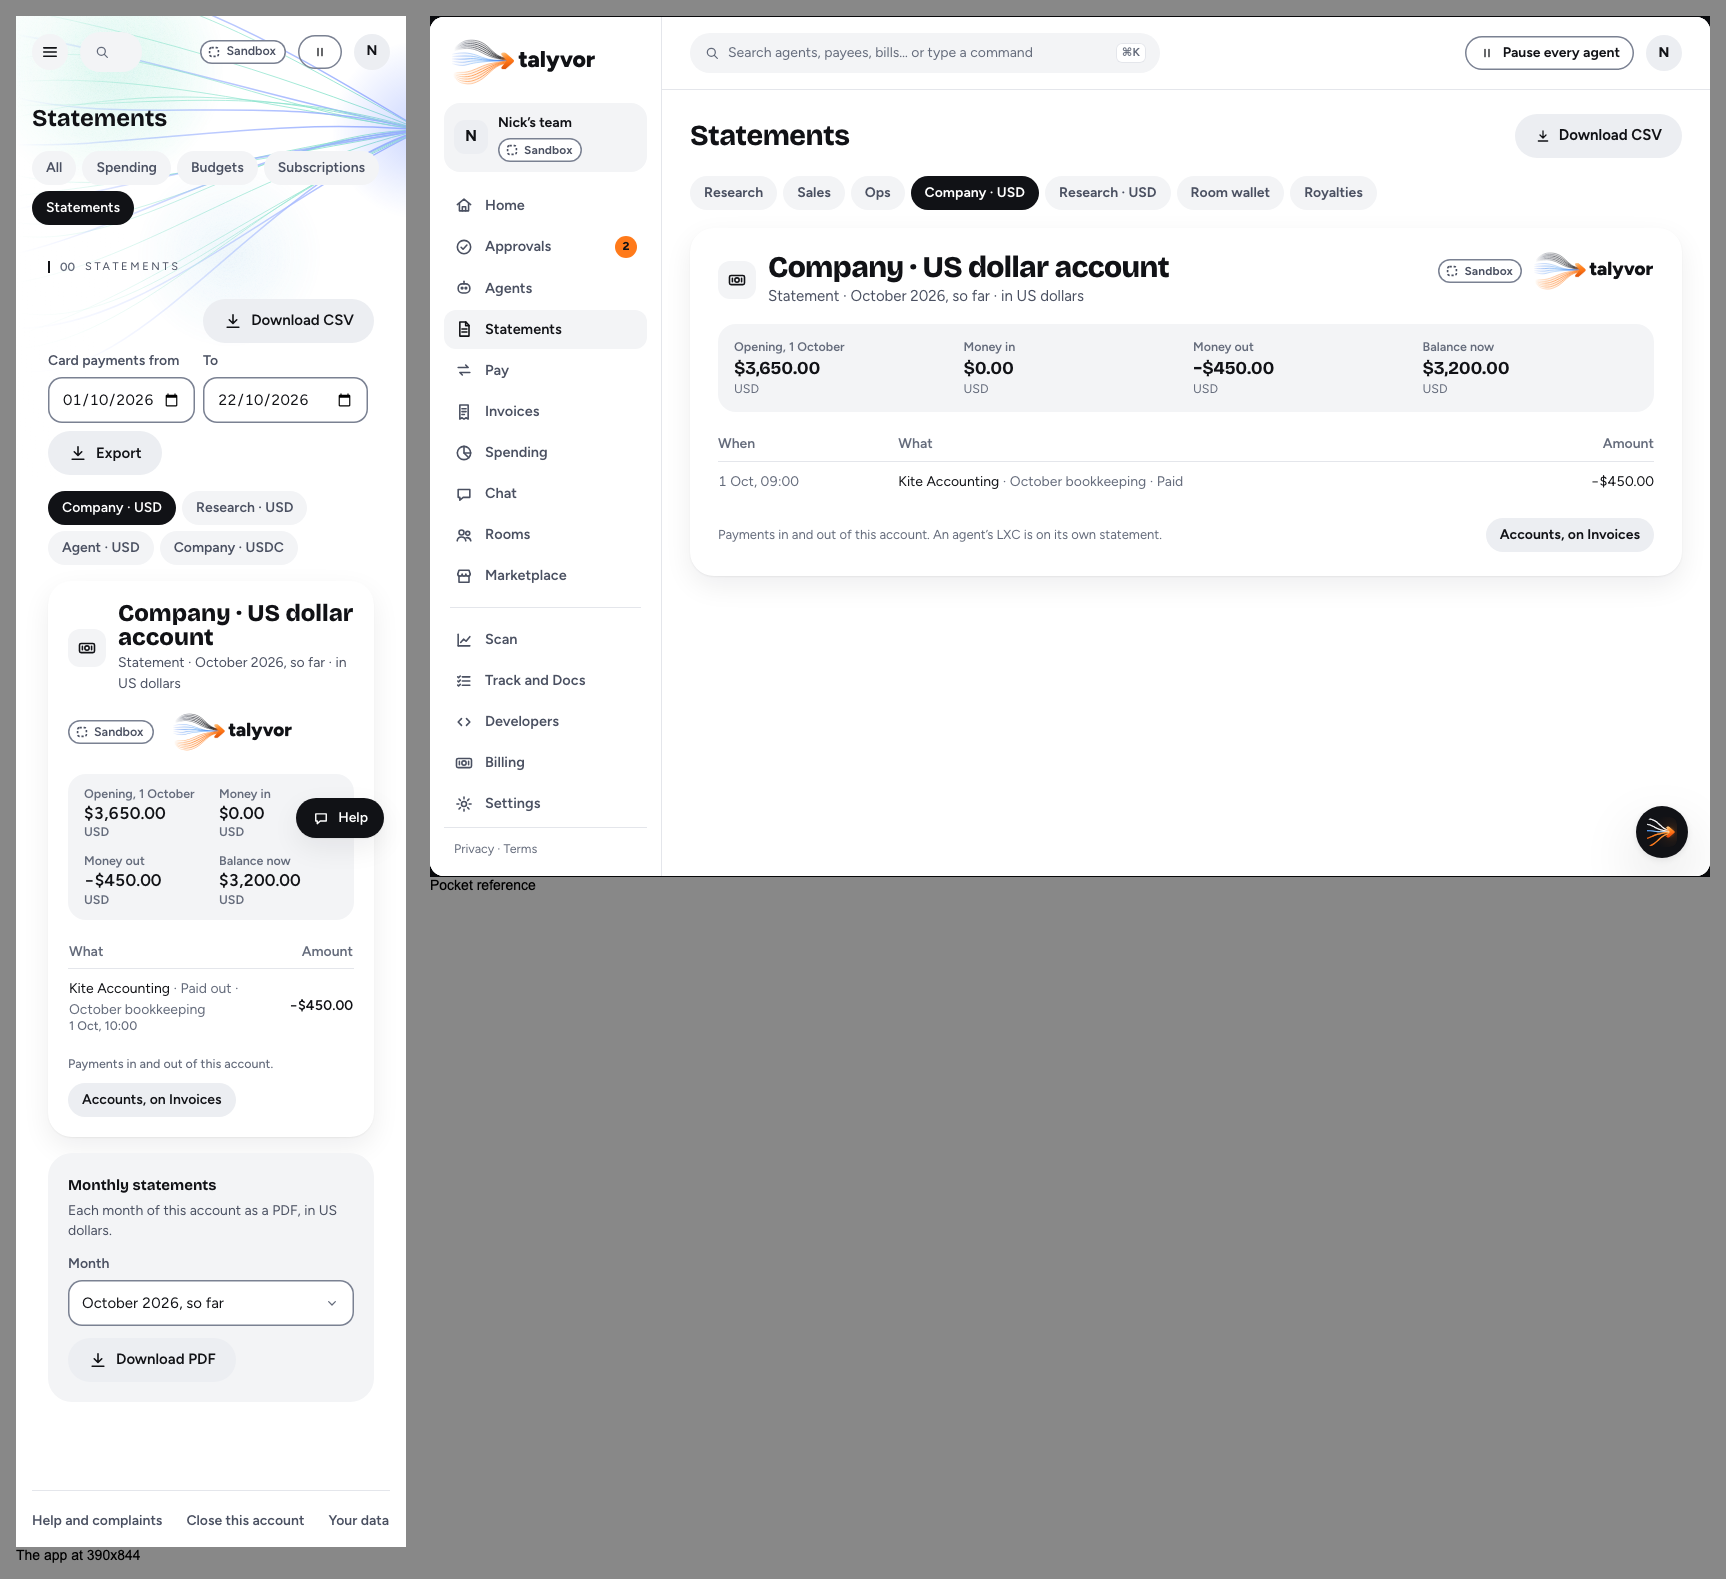 Sandbox
N
Statements
All
Spending
Budgets
Subscriptions
Statements
00 STATEMENTS
Download CSV
Card payments from
To
01/10/2026
22/10/2026
Export
Company · USD
Research · USD
Agent · USD
Company · USDC
Company · US dollar
account
Statement · October 2026, so far · in
US dollars
Sandbox
talyvor
Opening, 1 October
Money in
$3,650.00
$0.00
USD
USD
Help
Money out
Balance now
−$450.00
$3,200.00
USD
USD
What
Amount
Kite Accounting · Paid out ·
October bookkeeping
−$450.00
1 Oct, 10:00
Payments in and out of this account.
Accounts, on Invoices
Monthly statements
Each month of this account as a PDF, in US
dollars.
Month
October 2026, so far
Download PDF
Help and complaints
Close this account
Your data
The app at 390x844
talyvor
N
Nick’s team
Sandbox
Home
Approvals
2
Agents
Statements
Pay
Invoices
Spending
Chat
Rooms
Marketplace
Scan
Track and Docs
Developers
Billing
Settings
Privacy · Terms
Search agents, payees, bills... or type a command
⌘K
Pause every agent
N
Statements
Download CSV
Research
Sales
Ops
Company · USD
Research · USD
Room wallet
Royalties
Company · US dollar account
Statement · October 2026, so far · in US dollars
Sandbox
talyvor
Opening, 1 October
Money in
Money out
Balance now
$3,650.00
$0.00
−$450.00
$3,200.00
USD
USD
USD
USD
When
What
Amount
1 Oct, 09:00
Kite Accounting · October bookkeeping · Paid
−$450.00
Payments in and out of this account. An agent’s LXC is on its own statement.
Accounts, on Invoices
Pocket reference